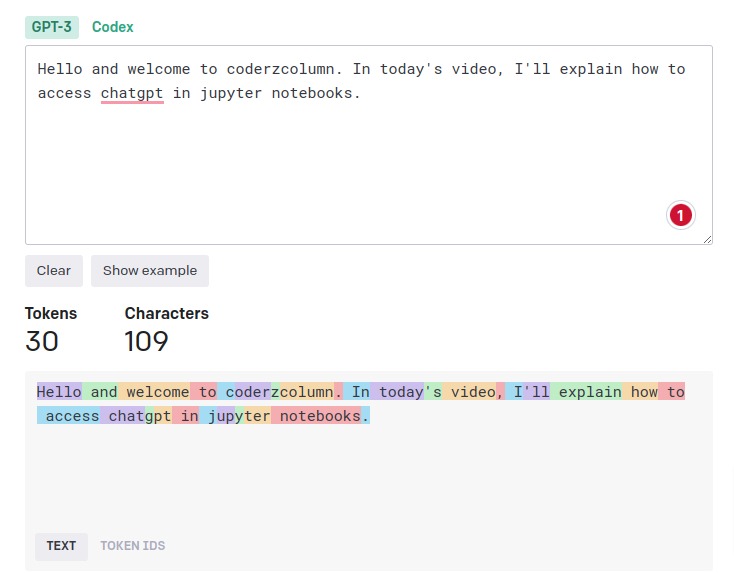 GPT-3 Codex
Hello and welcome to coderzcolumn. In today's video, I'll explain how to
access chatgpt in jupyter notebooks.
1
Clear Show example
Tokens Characters
30 109
Hello and welcome to coderzcolumn. In today's video, I'll explain how to
access chatgpt in jupyter notebooks.
TEXT TOKEN IDS